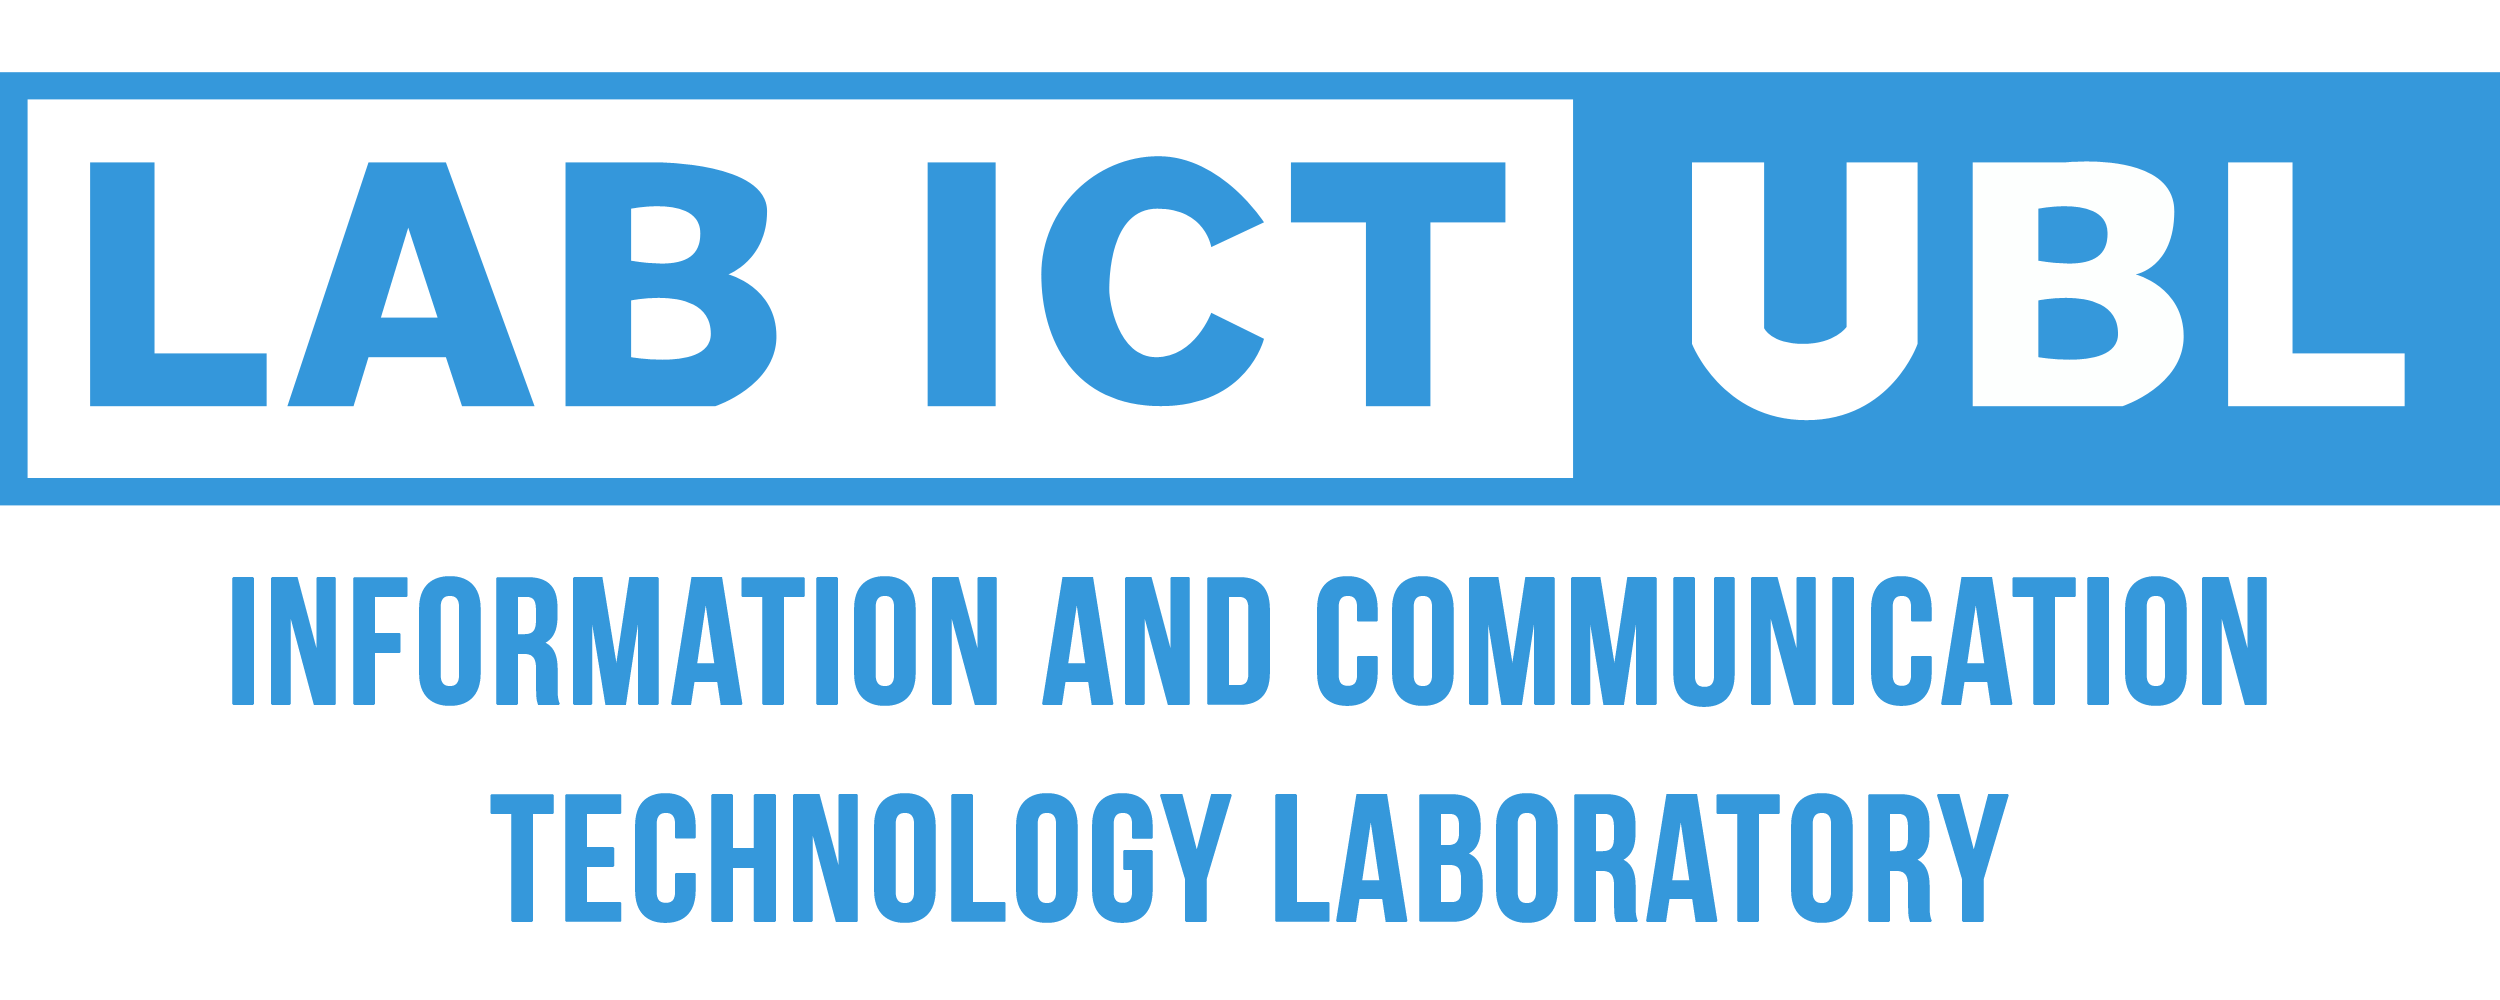 LAB ICT UBL
INFORMATION AND COMMUNICATION
TECHNOLOGY LABORATORY